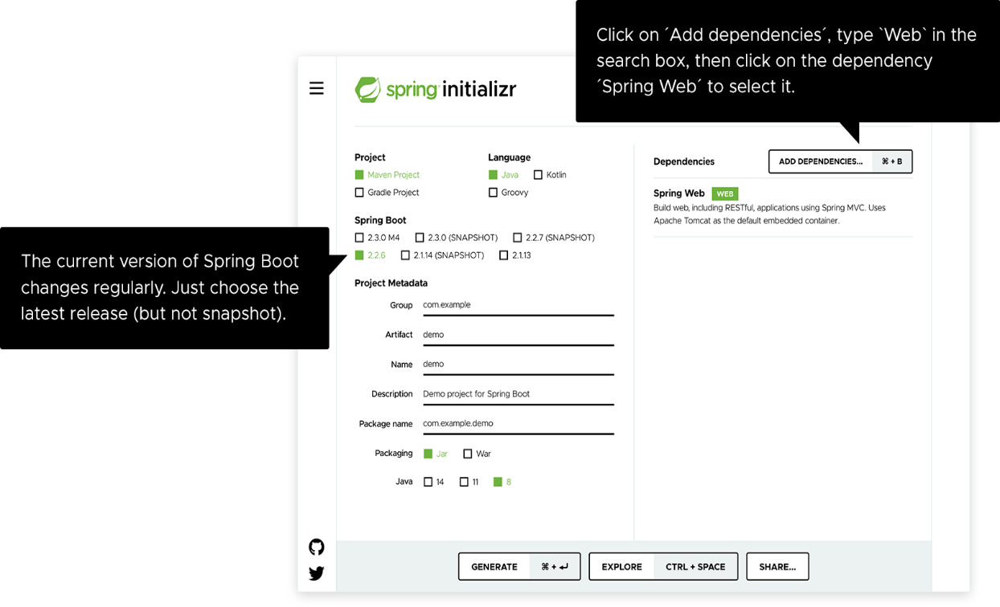 Click on ´Add dependencies´, type `Web` in the
search box, then click on the dependency
´Spring Web´ to select it.
spring initializr
Project
Maven Project
Gradle Project
Language
Java Kotlin
Groovy
Spring Boot
2.3.0 M4 2.3.0 (SNAPSHOT) 2.2.7 (SNAPSHOT)
2.2.6 2.1.14 (SNAPSHOT) 2.1.13
The current version of Spring Boot
changes regularly. Just choose the
latest release (but not snapshot).
Project Metadata
Group com.example
Artifact demo
Name demo
Description Demo project for Spring Boot
Package name com.example.demo
Packaging Jar War
Java 14 11 8
Dependencies
ADD DEPENDENCIES... ⌘ + B
Spring Web WEB
Build web, including RESTful, applications using Spring MVC. Uses
Apache Tomcat as the default embedded container.
GENERATE ⌘ + ↵
EXPLORE CTRL + SPACE
SHARE...